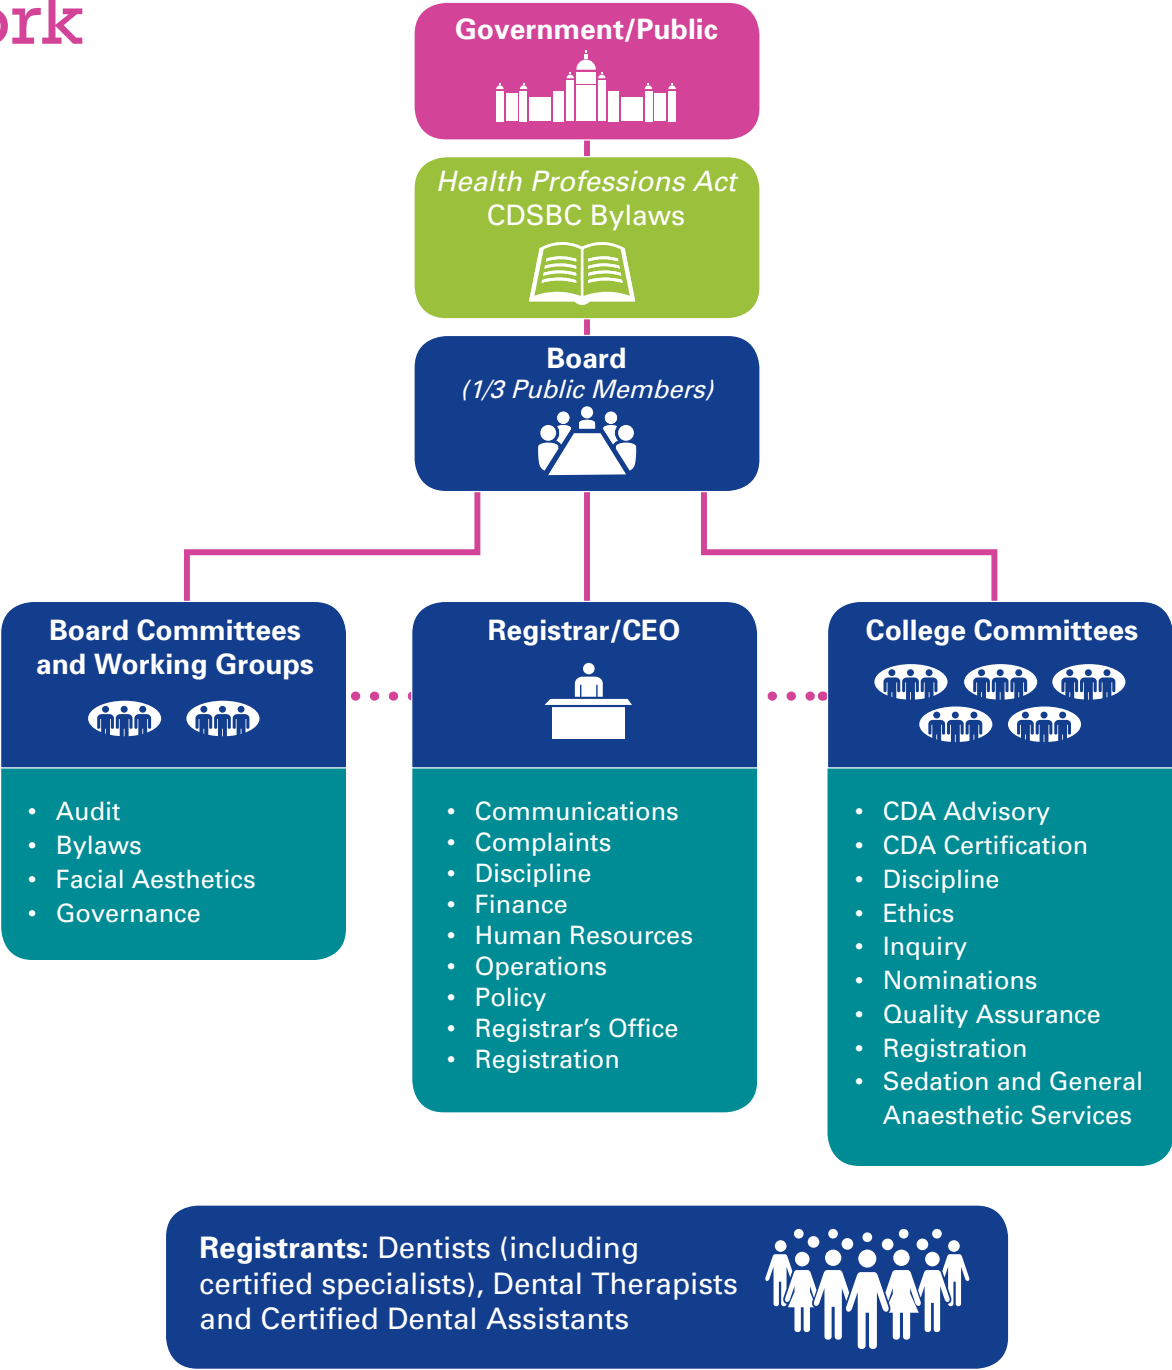 Government/Public
Health Professions Act
CDSBC Bylaws
Board
(1/3 Public Members)
Board Committees
and Working Groups
• Audit
• Bylaws
• Facial Aesthetics
• Governance
Registrar/CEO
• Communications
• Complaints
• Discipline
• Finance
• Human Resources
• Operations
• Policy
• Registrar’s Office
• Registration
College Committees
• CDA Advisory
• CDA Certification
• Discipline
• Ethics
• Inquiry
• Nominations
• Quality Assurance
• Registration
• Sedation and General
Anaesthetic Services
Registrants: Dentists (including
certified specialists), Dental Therapists
and Certified Dental Assistants